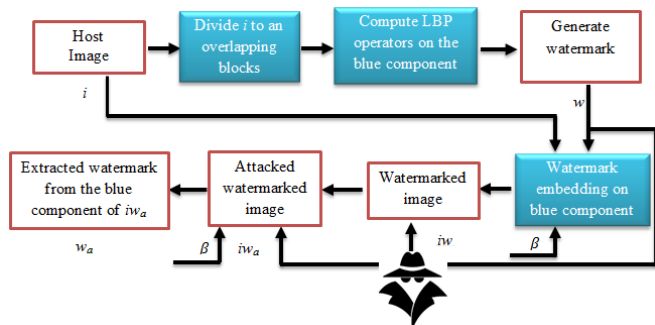 Host
Image
Divide i to an
overlapping
blocks
Compute LBP
operators on the
blue component
Generate
watermark
i
w
Extracted watermark
from the blue
component of iwa
Attacked
watermarked
image
Watermarked
image
Watermark
embedding on
blue component
wa
β
iwa
iw
β